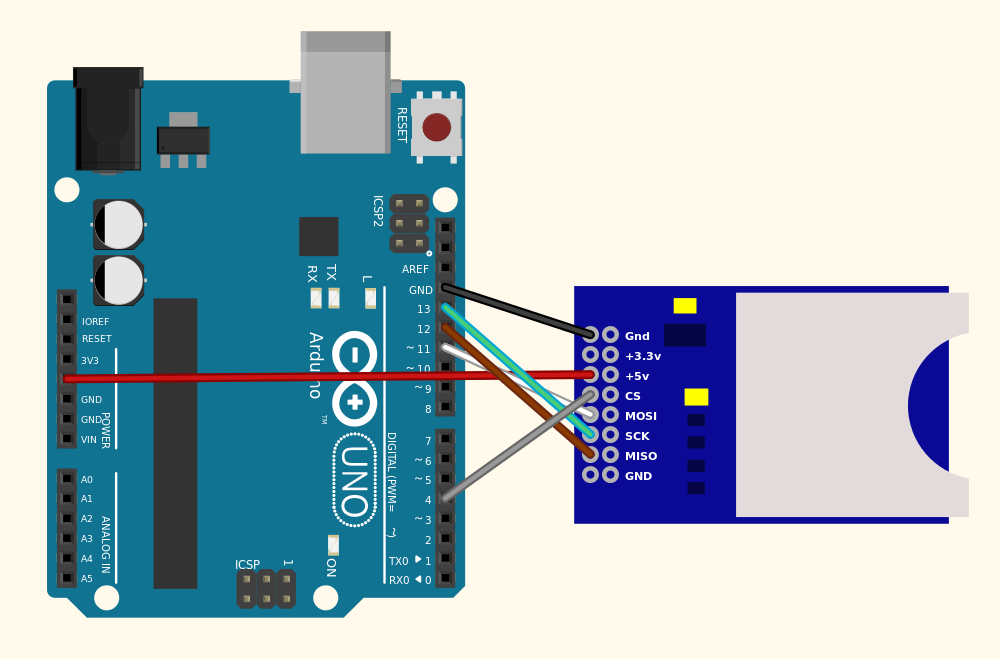 RESET
ICSP2
AREF
GND
13
12
~ 11
~ 10
~ 9
8
RX
TX
L
IOREF
RESET
3V3
GND
GND
VIN
POWER
Arduino
TM
UNO
DIGITAL (PWM= ~ )
7
~ 6
~ 5
4
~ 3
2
TX0 1
RX0 0
A0
A1
A2
A3
A4
A5
ANALOG IN
ICSP
1
ON
Gnd
+3.3v
+5v
CS
MOSI
SCK
MISO
GND